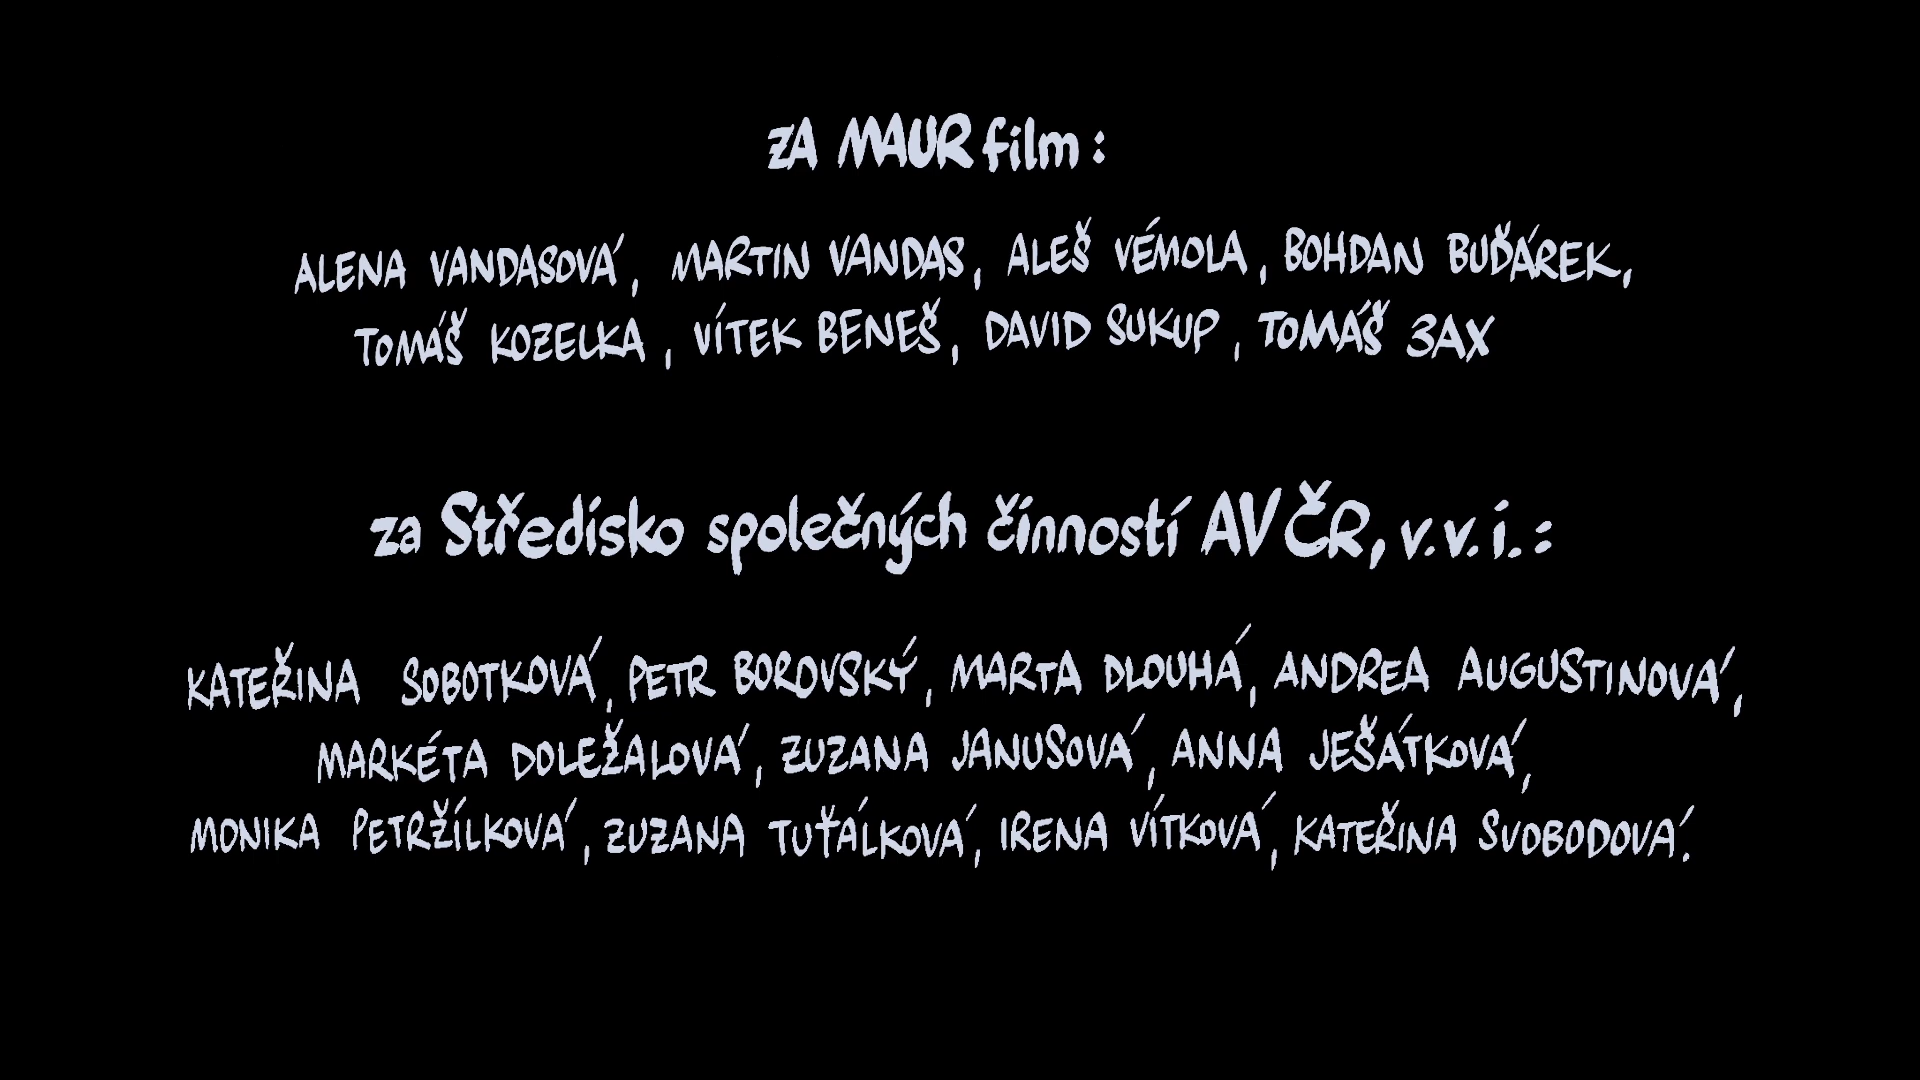 ZA MAUR film :
ALENA VANDASOVÁ, MARTIN VANDAS, ALEŠ VÉMOLA, BOHDAN BUĎÁREK,
TOMÁŠ KOZELKA, VÍTEK BENEŠ, DAVID SUKUP, TOMÁŠ 3AX
za Středisko společných činností AV ČR, v. v. i. :
KATEŘINA SOBOTKOVÁ, PETR BOROVSKÝ, MARTA DLOUHÁ, ANDREA AUGUSTINOVÁ,
MARKÉTA DOLEŽALOVÁ, ZUZANA JANUSOVÁ, ANNA JEŠÁTKOVÁ,
MONIKA PETRŽÍLKOVÁ, ZUZANA TUŤÁLKOVÁ, IRENA VÍTKOVÁ, KATEŘINA SVOBODOVÁ.